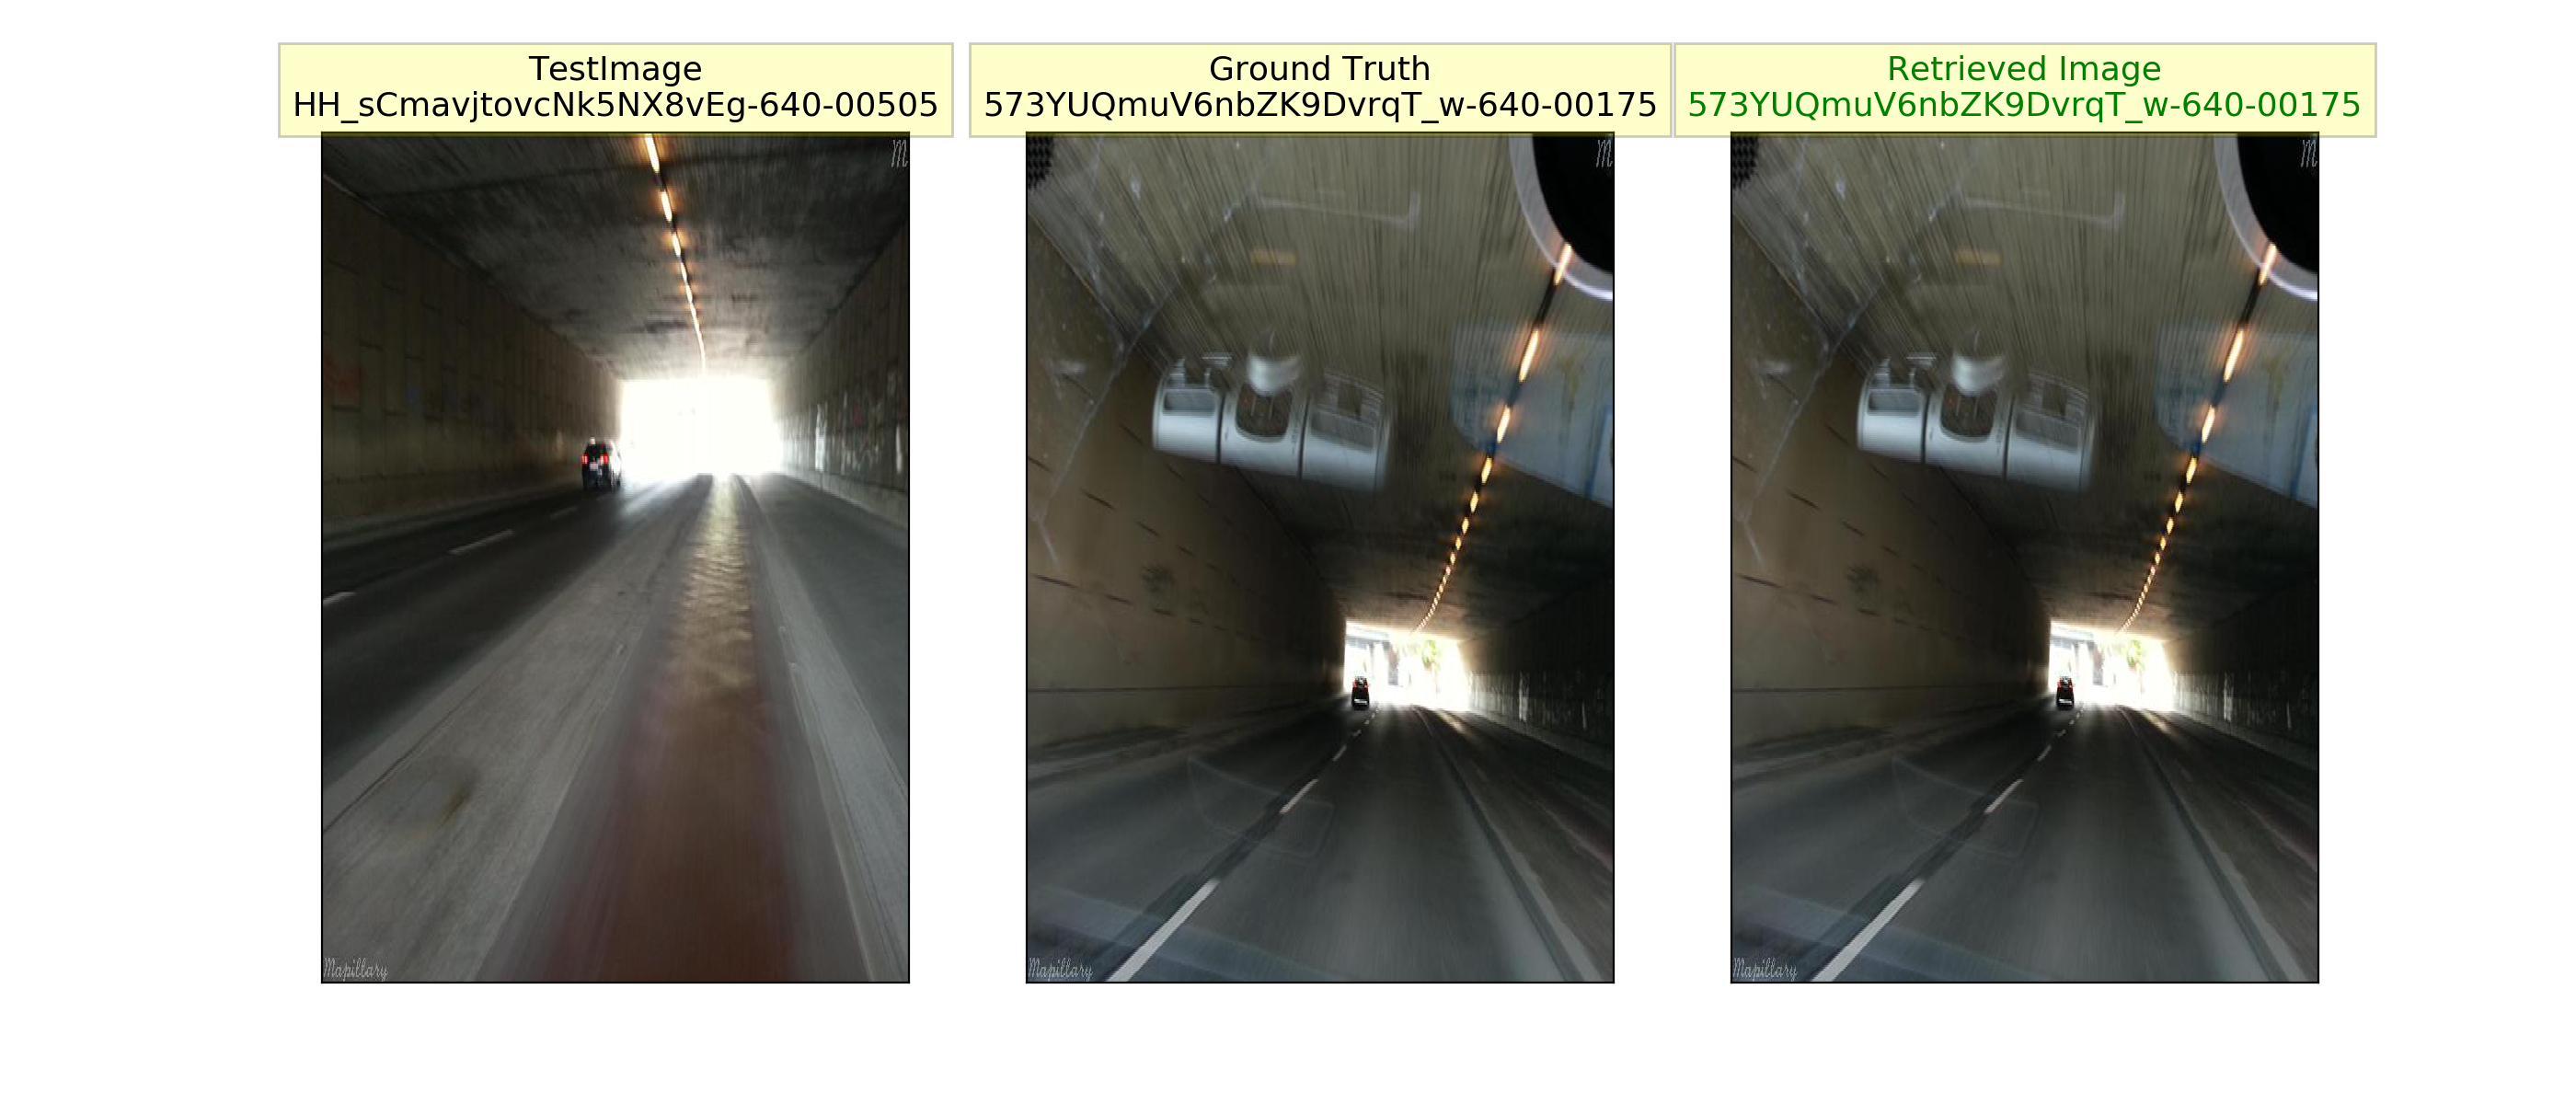 TestImage
HH_sCmavjtovcNk5NX8vEg-640-00505
Ground Truth
573YUQmuV6nbZK9DvrqT_w-640-00175
Retrieved Image
573YUQmuV6nbZK9DvrqT_w-640-00175
M
M
M
Mapillary
Mapillary
Mapillary